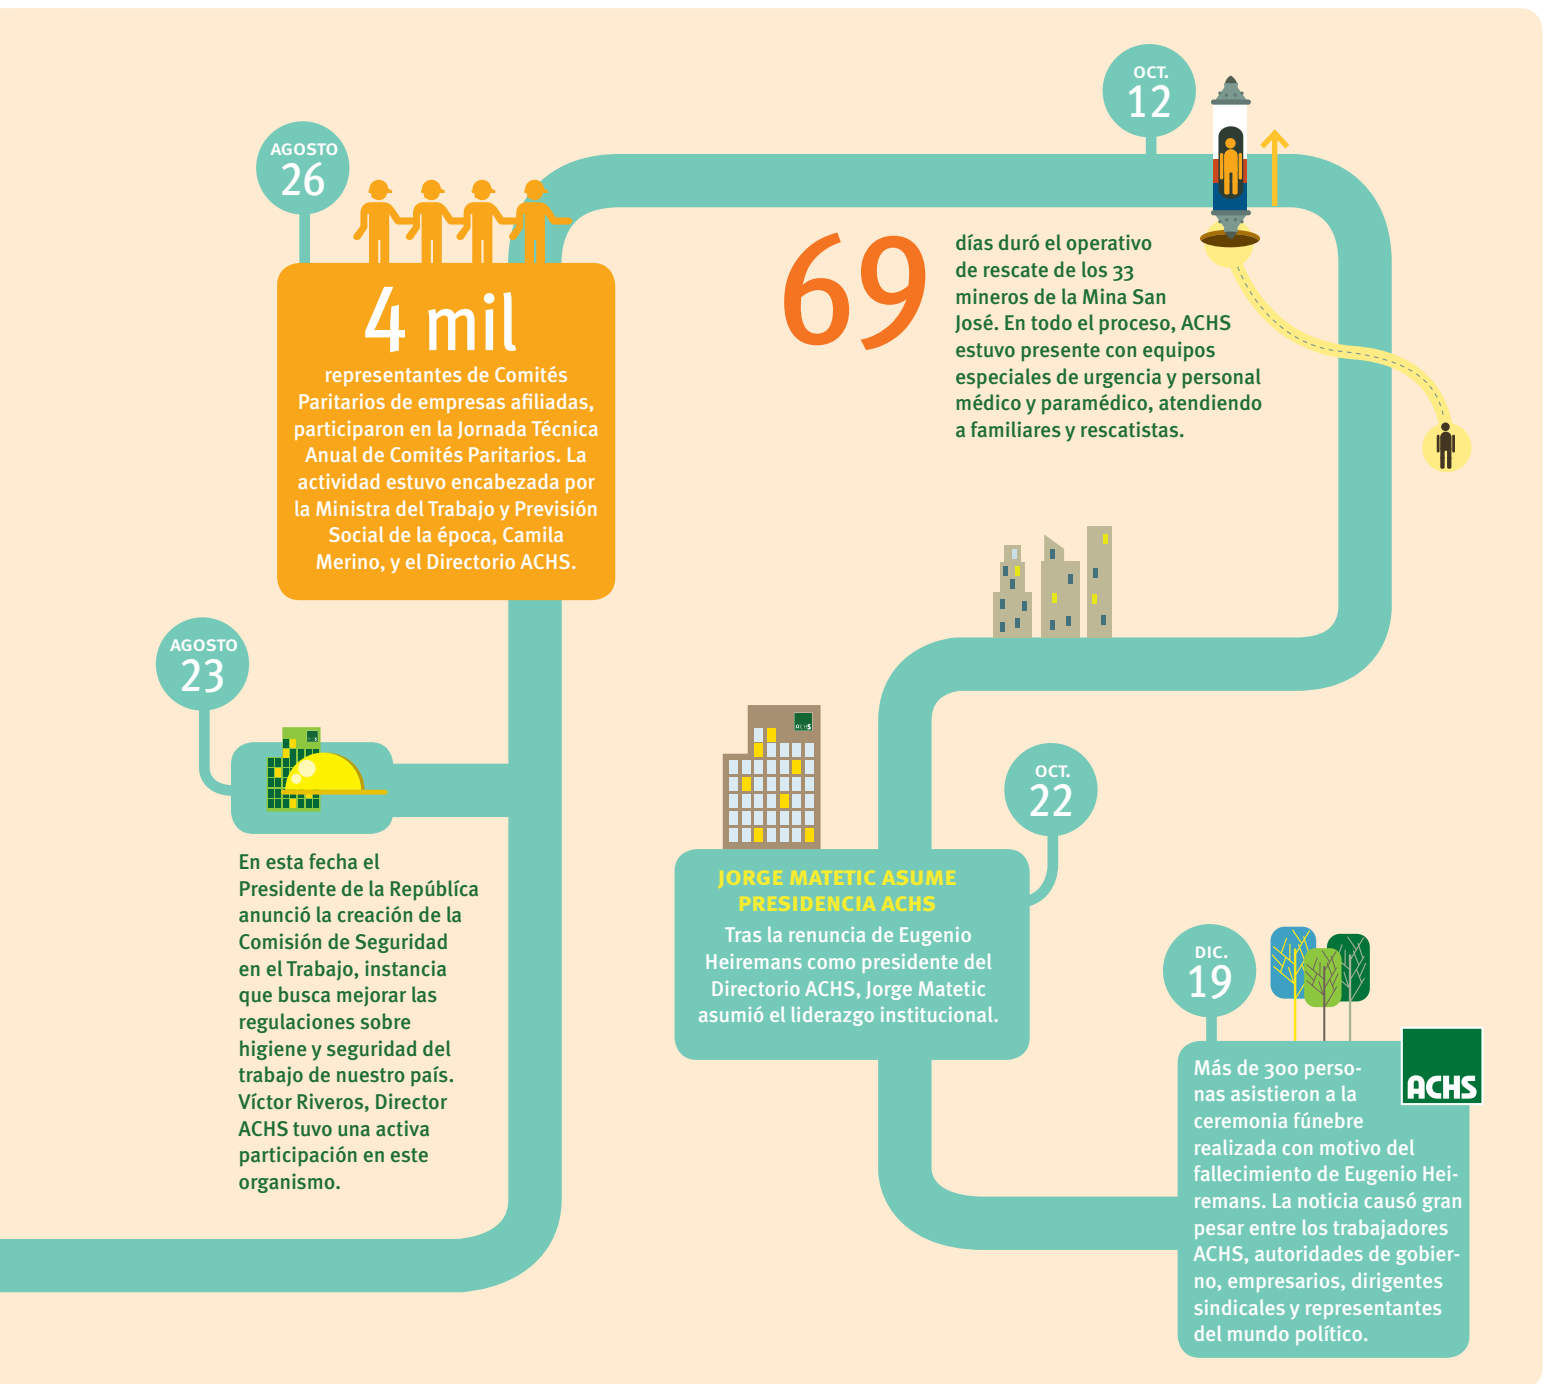 AGOSTO
23
En esta fecha el
Presidente de la Repúblíca
anunció la creación de la
Comisión de Seguridad
en el Trabajo, instancia
que busca mejorar las
regulaciones sobre
higiene y seguridad del
trabajo de nuestro país.
Víctor Riveros, Director
ACHS tuvo una activa
participación en este
organismo.
AGOSTO
26
4 mil
representantes de Comités
Paritarios de empresas afiliadas,
participaron en la Jornada Técnica
Anual de Comités Paritarios. La
actividad estuvo encabezada por
la Ministra del Trabajo y Previsión
Social de la época, Camila
Merino, y el Directorio ACHS.
OCT.
12
69
días duró el operativo
de rescate de los 33
mineros de la Mina San
José. En todo el proceso, ACHS
estuvo presente con equipos
especiales de urgencia y personal
médico y paramédico, atendiendo
a familiares y rescatistas.
ACHS
OCT.
22
JORGE MATETIC ASUME
PRESIDENCIA ACHS
Tras la renuncia de Eugenio
Heiremans como presidente del
Directorio ACHS, Jorge Matetic
asumió el liderazgo institucional.
DIC.
19
ACHS
Más de 300 perso-
nas asistieron a la
ceremonia fúnebre
realizada con motivo del
fallecimiento de Eugenio Hei-
remans. La noticia causó gran
pesar entre los trabajadores
ACHS, autoridades de gobier-
no, empresarios, dirigentes
sindicales y representantes
del mundo político.